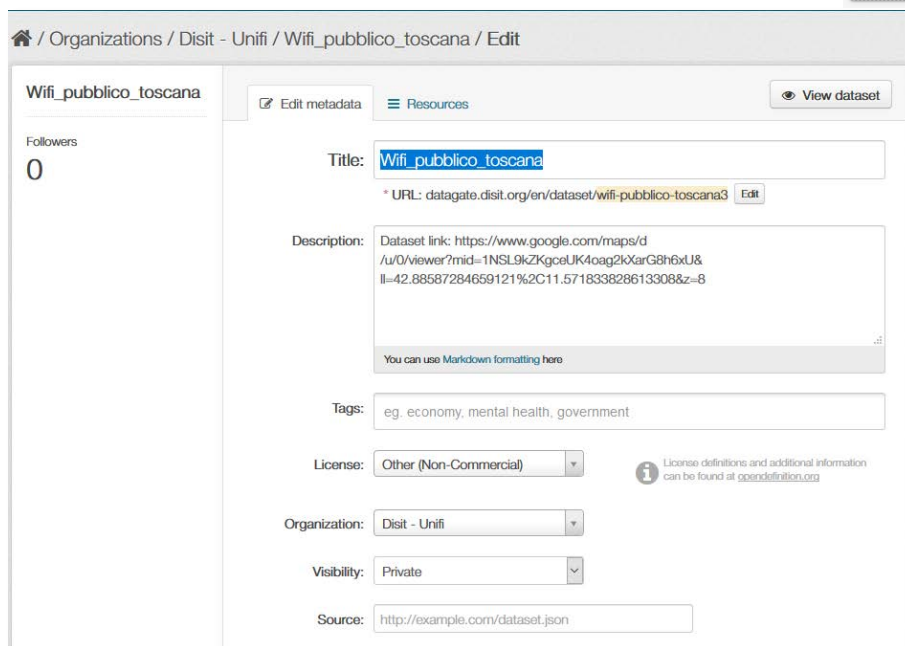 / Organizations / Disit - Unifi / Wifi_pubblico_toscana / Edit
Wifi_pubblico_toscana
Followers
0
Edit metadata
Resources
View dataset
Title: Wifi_pubblico_toscana
* URL: datagate.disit.org/en/dataset/wifi-pubblico-toscana3 Edit
Description: Dataset link: https://www.google.com/maps/d
/u/0/viewer?mid=1NSL9kZKgceUK4oag2kXarG8h6xU&
ll=42.88587284659121%2C11.571833828613308&z=8
You can use Markdown formatting here
Tags: eg. economy, mental health, government
License: Other (Non-Commercial)
License definitions and additional information
can be found at opendefinition.org
Organization: Disit - Unifi
Visibility: Private
Source: http://example.com/dataset.json